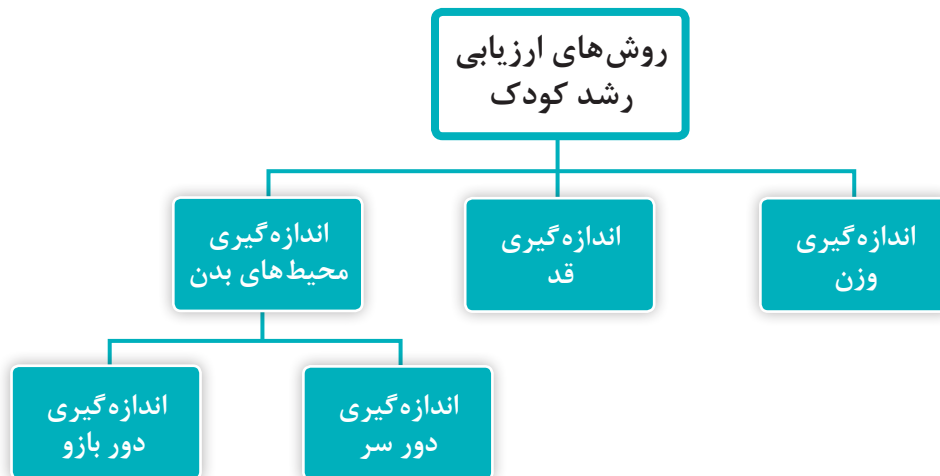 روش‌های ارزیابی
رشد کودک
اندازه‌گیری
وزن
اندازه‌گیری
قد
اندازه‌گیری
محیط‌های بدن
اندازه‌گیری
دور سر
اندازه‌گیری
دور بازو